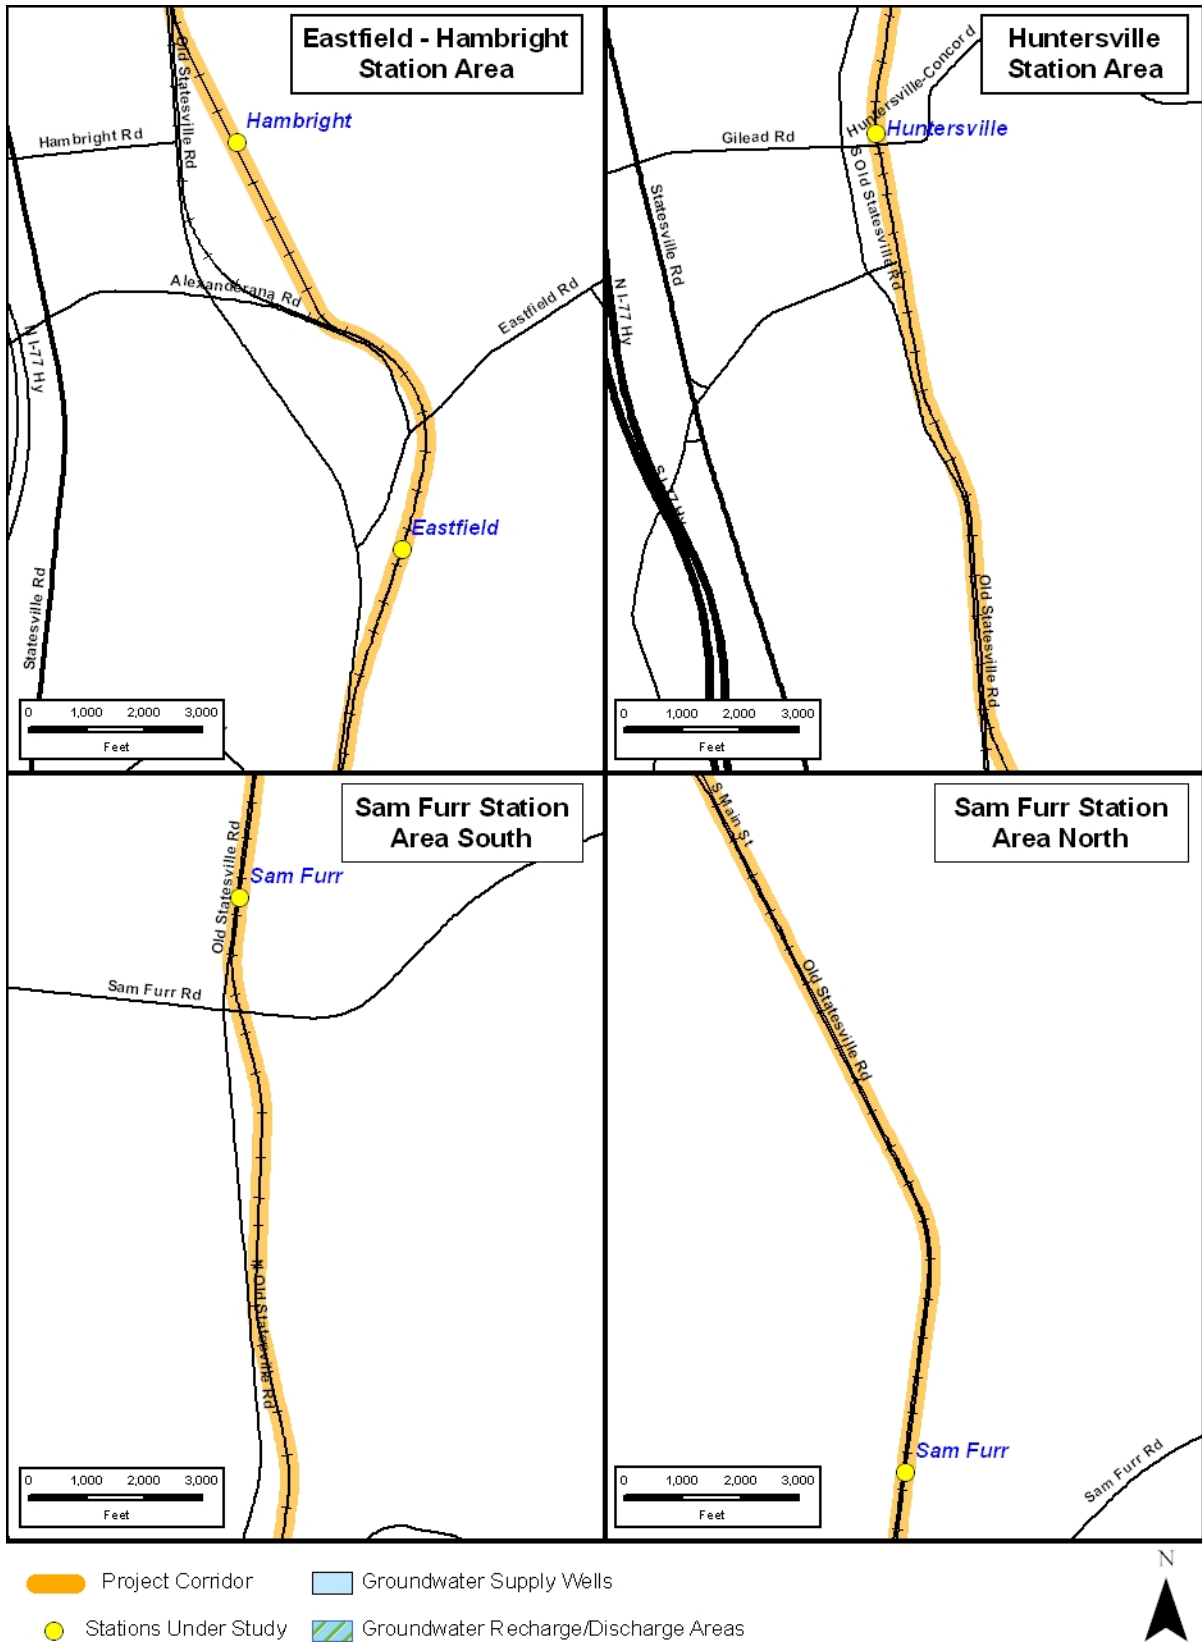 Eastfield - Hambright
Station Area
Old Statesville Rd
Hambright
Hambright Rd
Alexanderana Rd
Eastfield Rd
N I-77 Hy
Eastfield
Statesville Rd
0 1,000 2,000 3,000
Feet
Huntersville
Station Area
Huntersville-Concord
Huntersville
Gilead Rd
S Old Statesville Rd
Statesville Rd
N I-77 Hy
S I-77 Hy
Old Statesville Rd
0 1,000 2,000 3,000
Feet
Sam Furr Station
Area South
Old Statesville Rd
Sam Furr
Sam Furr Rd
N Old Statesville Rd
0 1,000 2,000 3,000
Feet
Sam Furr Station
Area North
S Main St
Old Statesville Rd
Sam Furr
Sam Furr Rd
0 1,000 2,000 3,000
Feet
Project Corridor
Groundwater Supply Wells
Stations Under Study
Groundwater Recharge/Discharge Areas
N